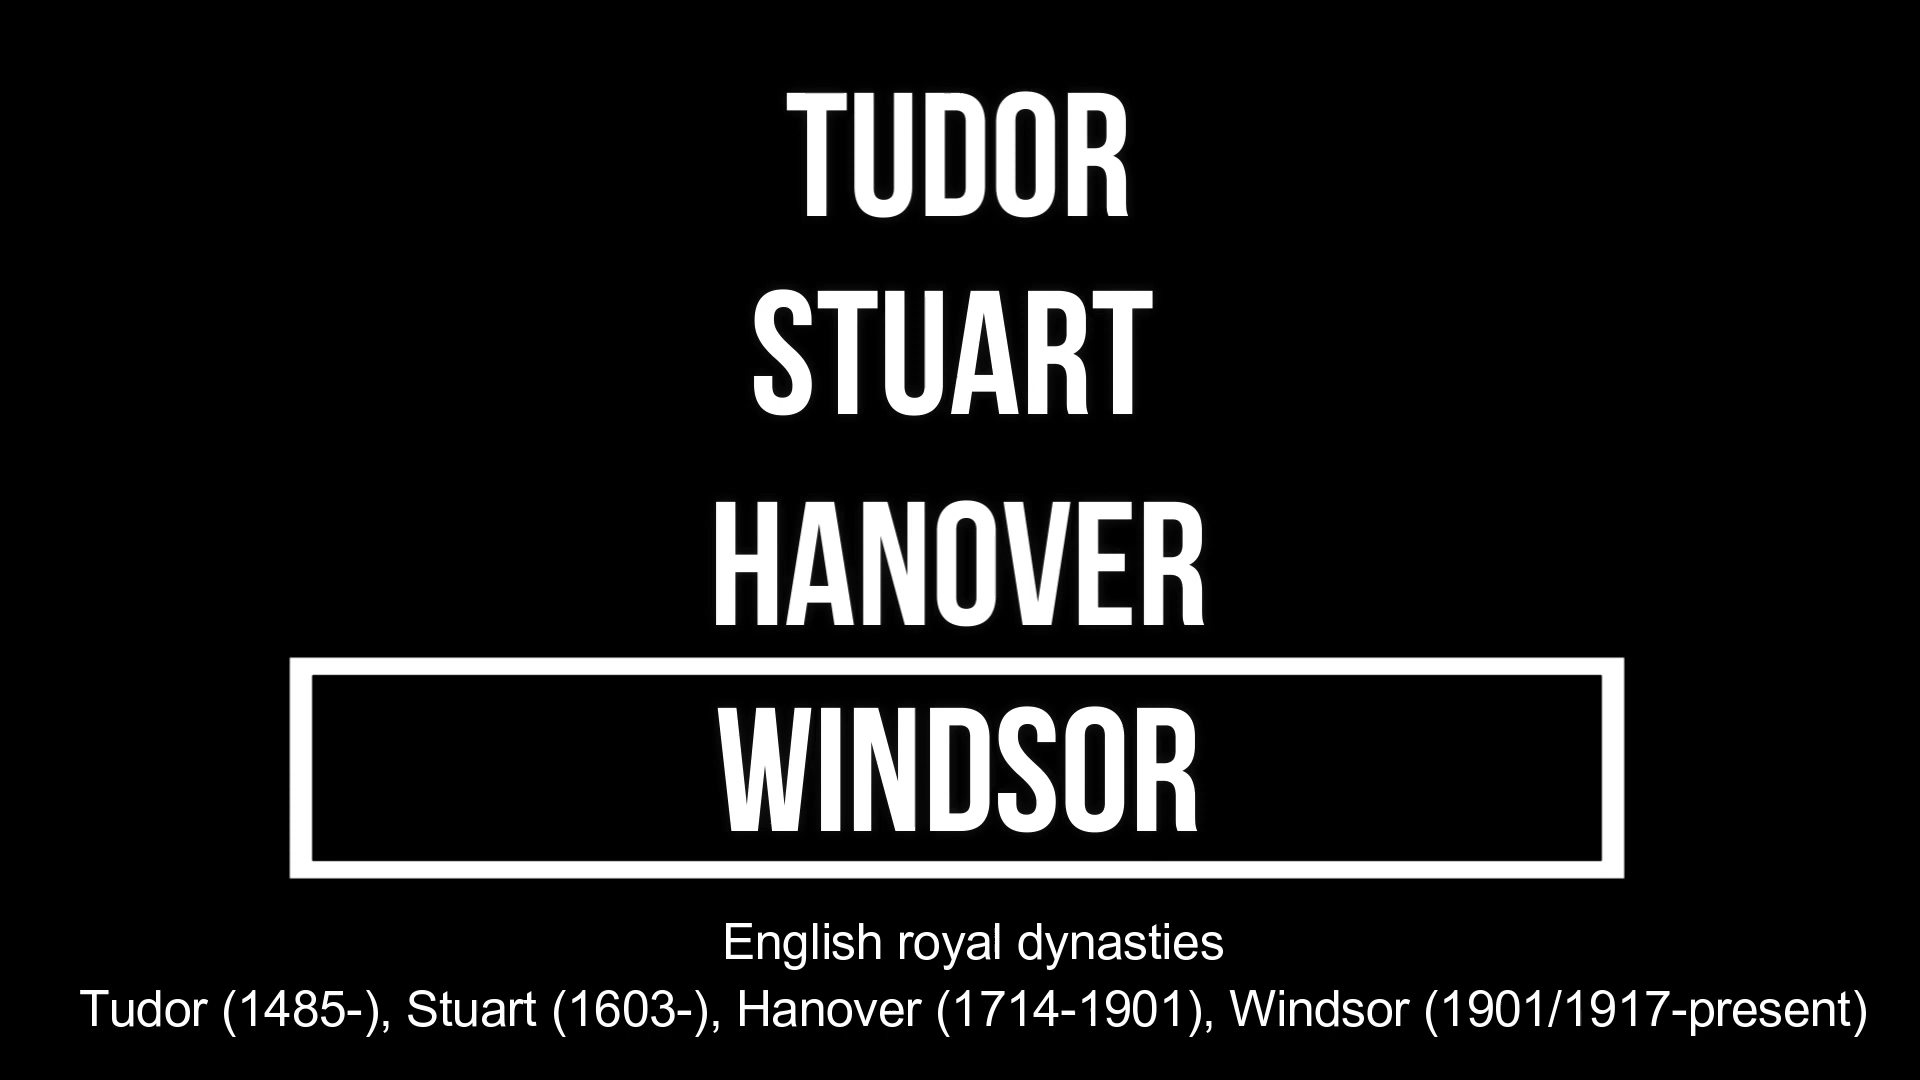 TUDOR
STUART
HANOVER
WINDSOR
English royal dynasties
Tudor (1485-), Stuart (1603-), Hanover (1714-1901), Windsor (1901/1917-present)